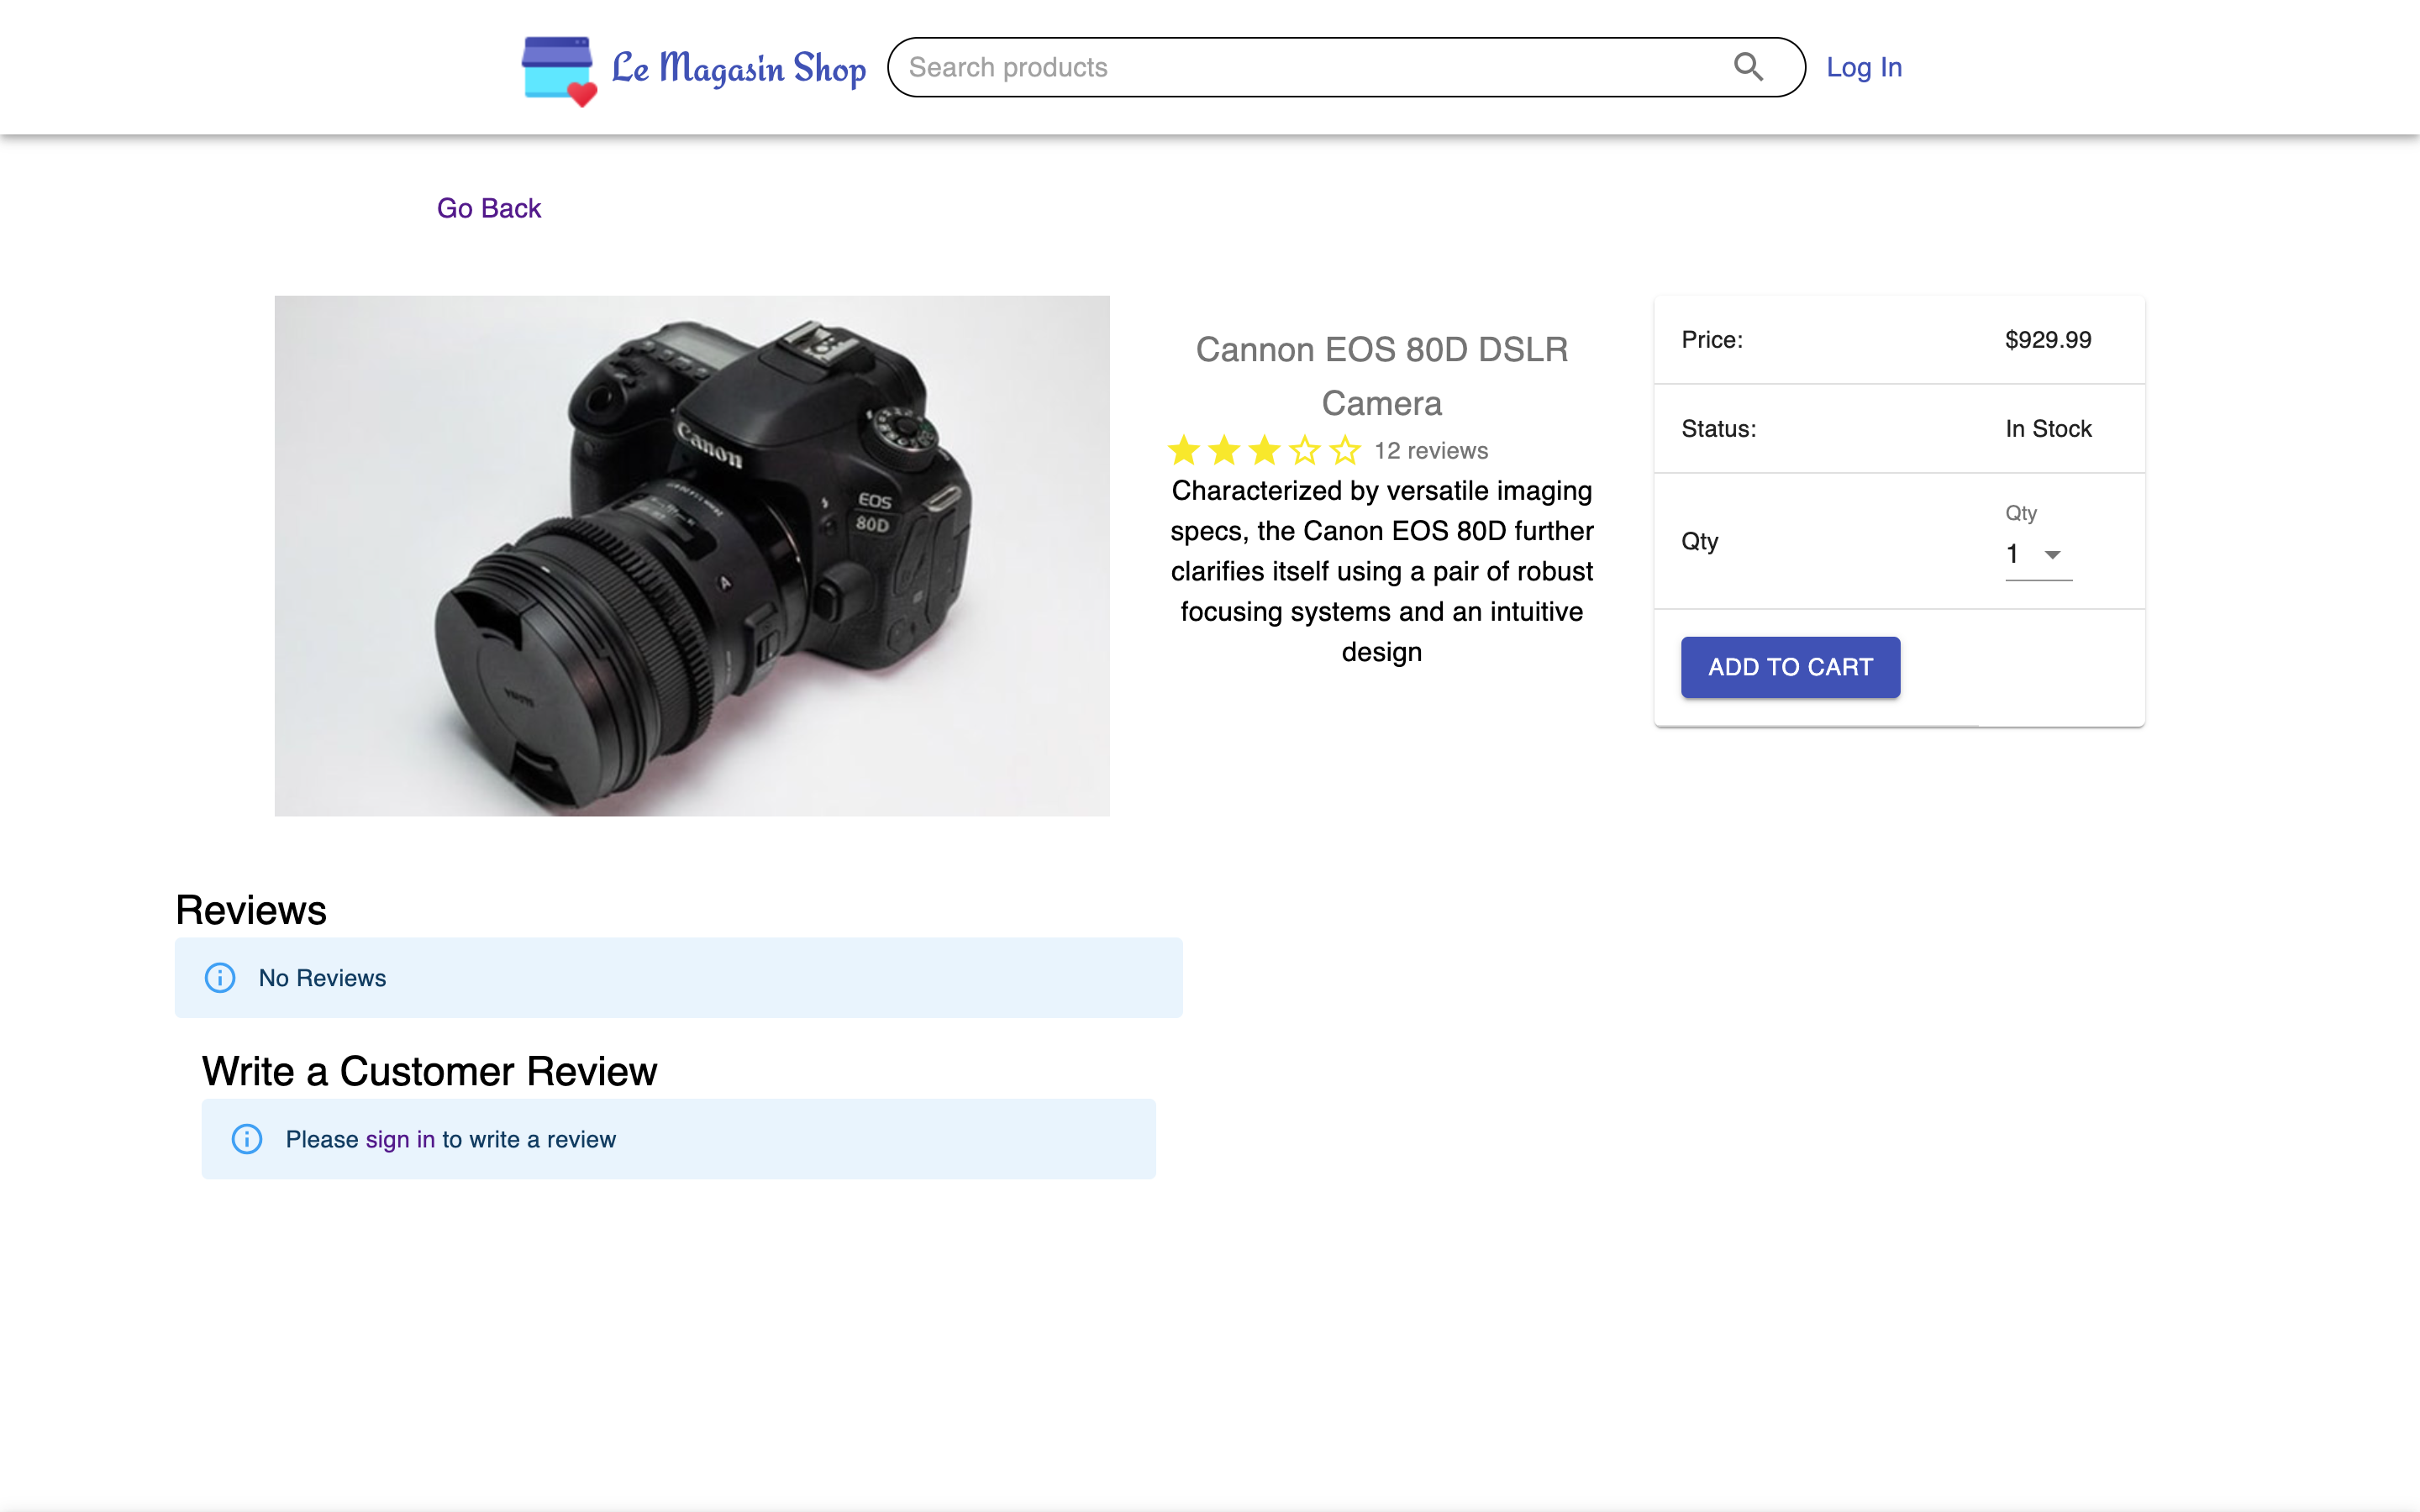 Le Magasin Shop
Search products
Log In
Go Back
Canon
EOS
80D
A
Cannon EOS 80D DSLR
Camera
12 reviews
Characterized by versatile imaging
specs, the Canon EOS 80D further
clarifies itself using a pair of robust
focusing systems and an intuitive
design
Price: $929.99
Status: In Stock
Qty
Qty
1
ADD TO CART
Reviews
No Reviews
Write a Customer Review
Please sign in to write a review